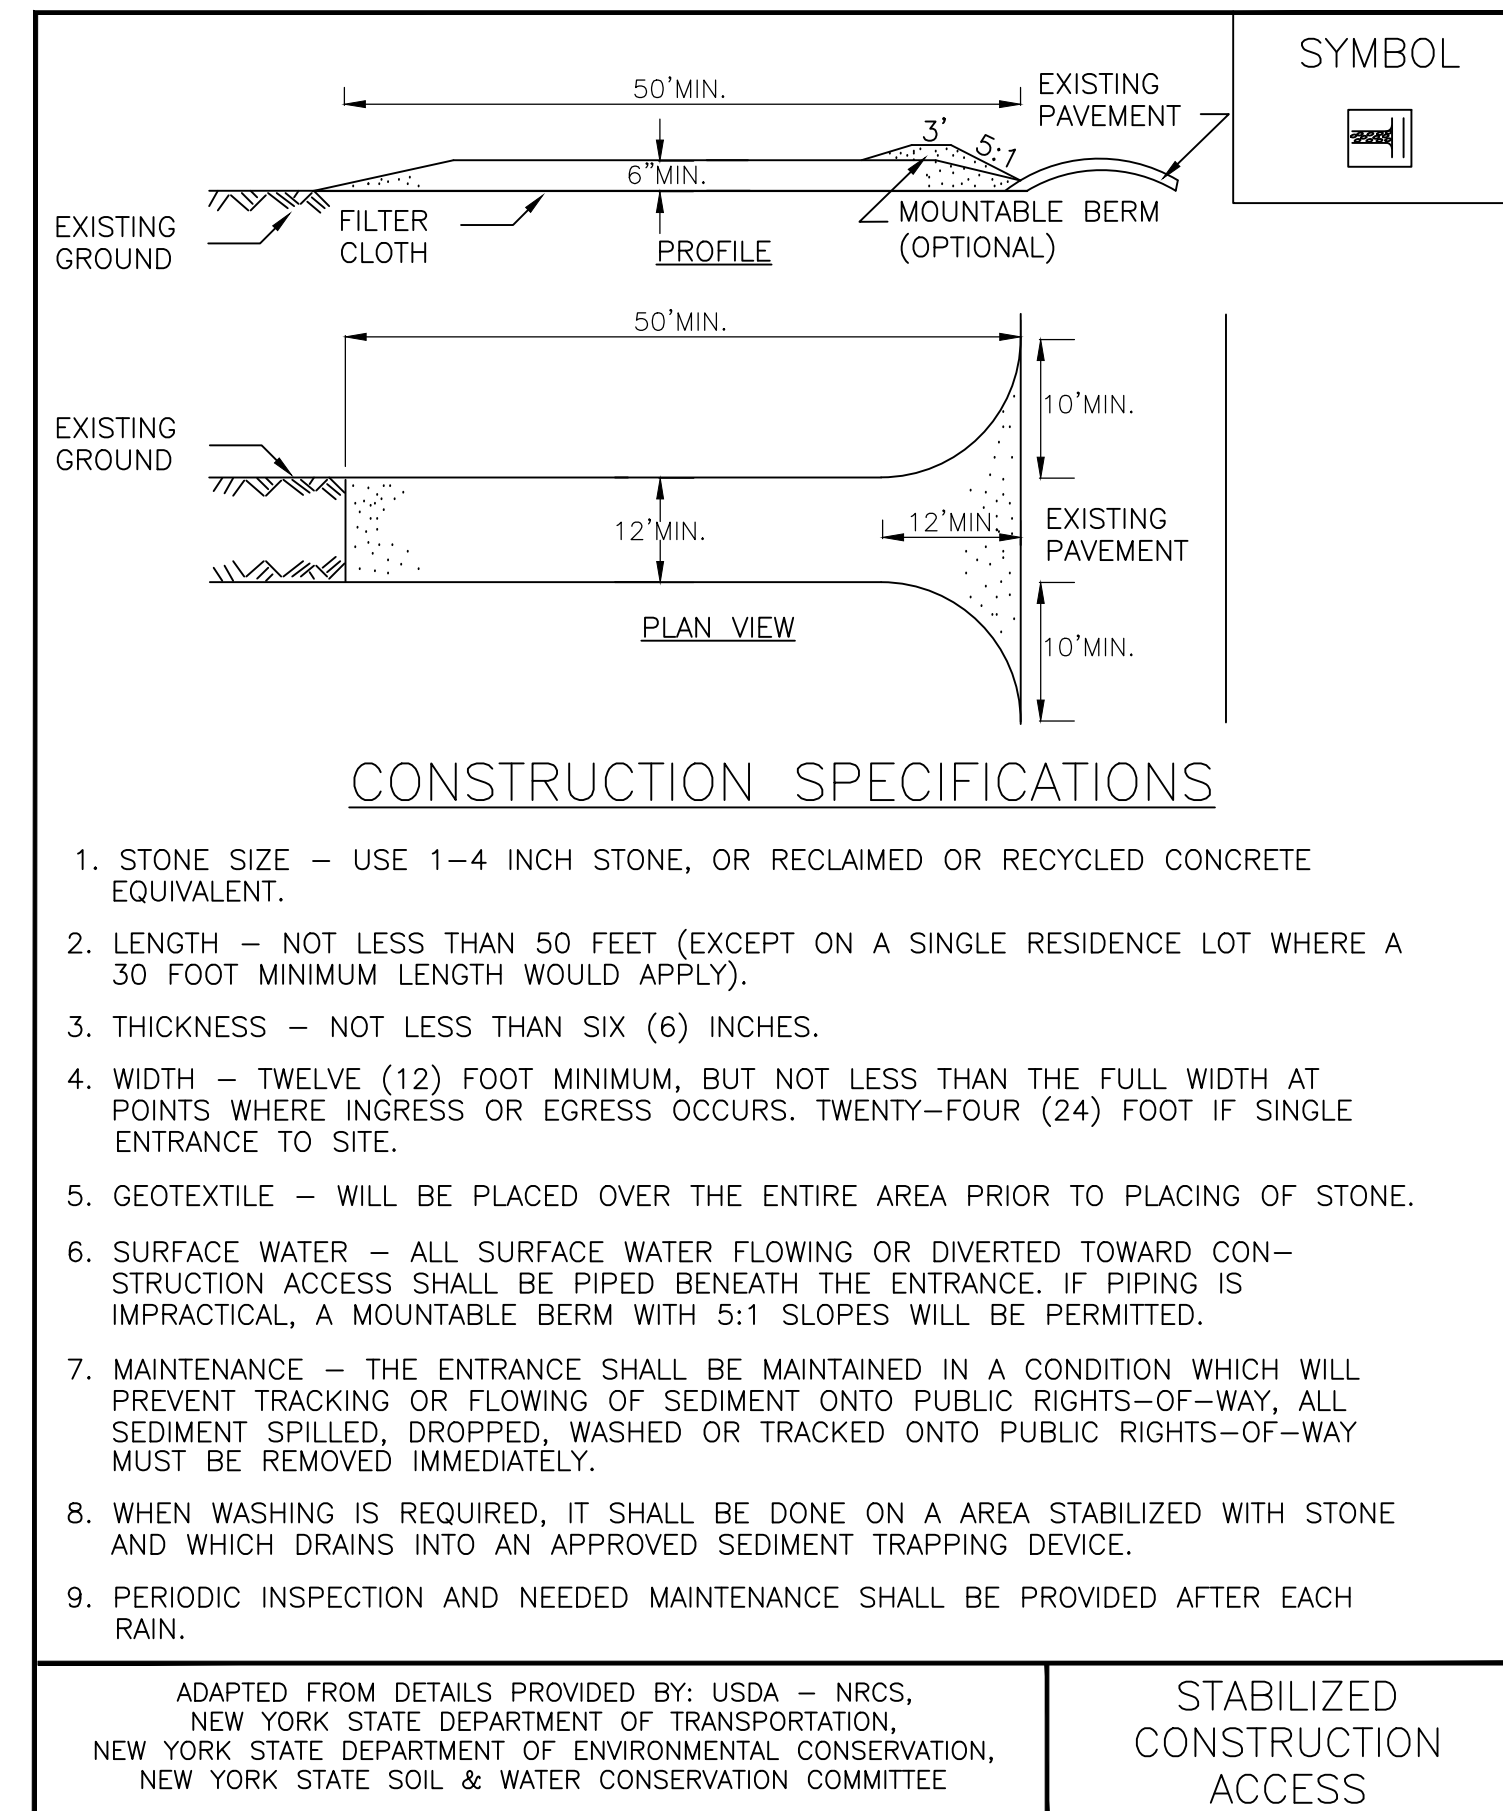 SYMBOL
50'MIN.
EXISTING
PAVEMENT
3'
5:1
6"MIN.
EXISTING
GROUND
FILTER
CLOTH
PROFILE
MOUNTABLE BERM
(OPTIONAL)
50'MIN.
10'MIN.
EXISTING
GROUND
12'MIN.
12'MIN.
EXISTING
PAVEMENT
10'MIN.
PLAN VIEW
CONSTRUCTION SPECIFICATIONS
1. STONE SIZE – USE 1–4 INCH STONE, OR RECLAIMED OR RECYCLED CONCRETE
EQUIVALENT.
2. LENGTH – NOT LESS THAN 50 FEET (EXCEPT ON A SINGLE RESIDENCE LOT WHERE A
30 FOOT MINIMUM LENGTH WOULD APPLY).
3. THICKNESS – NOT LESS THAN SIX (6) INCHES.
4. WIDTH – TWELVE (12) FOOT MINIMUM, BUT NOT LESS THAN THE FULL WIDTH AT
POINTS WHERE INGRESS OR EGRESS OCCURS. TWENTY–FOUR (24) FOOT IF SINGLE
ENTRANCE TO SITE.
5. GEOTEXTILE – WILL BE PLACED OVER THE ENTIRE AREA PRIOR TO PLACING OF STONE.
6. SURFACE WATER – ALL SURFACE WATER FLOWING OR DIVERTED TOWARD CON–
STRUCTION ACCESS SHALL BE PIPED BENEATH THE ENTRANCE. IF PIPING IS
IMPRACTICAL, A MOUNTABLE BERM WITH 5:1 SLOPES WILL BE PERMITTED.
7. MAINTENANCE – THE ENTRANCE SHALL BE MAINTAINED IN A CONDITION WHICH WILL
PREVENT TRACKING OR FLOWING OF SEDIMENT ONTO PUBLIC RIGHTS–OF–WAY, ALL
SEDIMENT SPILLED, DROPPED, WASHED OR TRACKED ONTO PUBLIC RIGHTS–OF–WAY
MUST BE REMOVED IMMEDIATELY.
8. WHEN WASHING IS REQUIRED, IT SHALL BE DONE ON A AREA STABILIZED WITH STONE
AND WHICH DRAINS INTO AN APPROVED SEDIMENT TRAPPING DEVICE.
9. PERIODIC INSPECTION AND NEEDED MAINTENANCE SHALL BE PROVIDED AFTER EACH
RAIN.
ADAPTED FROM DETAILS PROVIDED BY: USDA – NRCS,
NEW YORK STATE DEPARTMENT OF TRANSPORTATION,
NEW YORK STATE DEPARTMENT OF ENVIRONMENTAL CONSERVATION,
NEW YORK STATE SOIL & WATER CONSERVATION COMMITTEE
STABILIZED
CONSTRUCTION
ACCESS